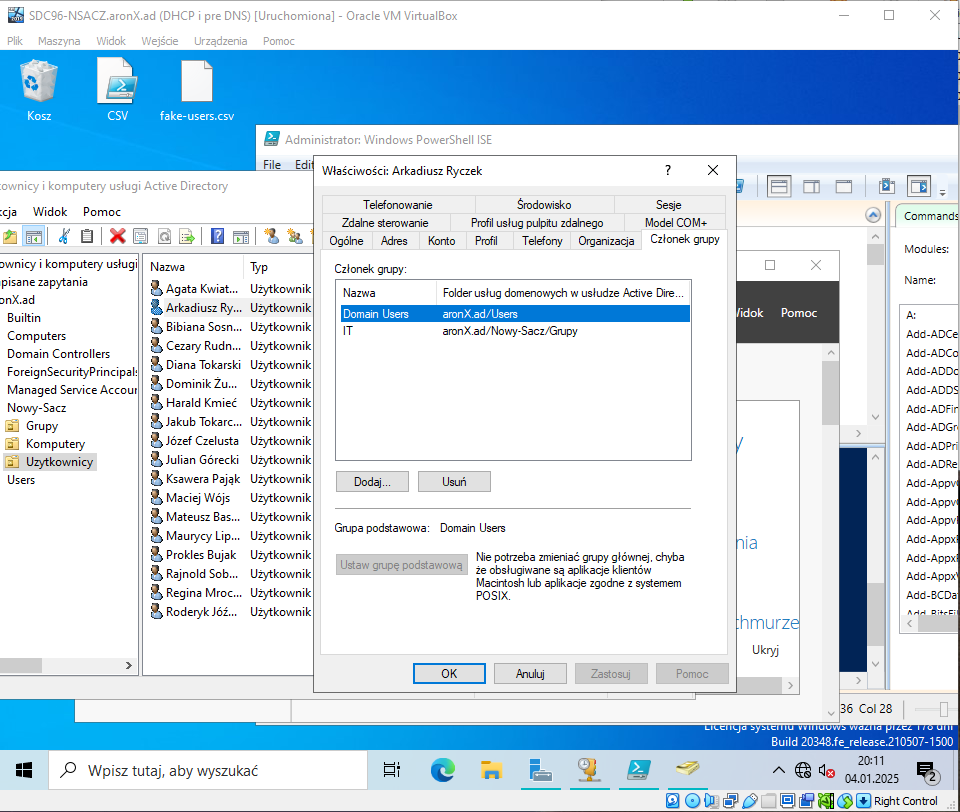 SDC96-NSACZ.aronX.ad (DHCP i pre DNS) [Uruchomiona] - Oracle VM VirtualBox
Plik Maszyna Widok Wejście Urządzenia Pomoc
Kosz
CSV
fake-users.csv
Administrator: Windows PowerShell ISE
File Edit
ownicy i komputery usługi Active Directory
cja Widok Pomoc
ownicy i komputery usługi
pisane zapytania
onX.ad
Builtin
Computers
Domain Controllers
ForeignSecurityPrincipals
Managed Service Accour
Nowy-Sacz
Grupy
Komputery
Uzytkownicy
Users
Nazwa Typ
Agata Kwiat... Użytkownik
Arkadiusz Ry... Użytkownik
Bibiana Sosn... Użytkownik
Cezary Rudn... Użytkownik
Diana Tokarski Użytkownik
Dominik Żu... Użytkownik
Harald Kmieć Użytkownik
Jakub Tokarc... Użytkownik
Józef Czelusta Użytkownik
Julian Górecki Użytkownik
Ksawera Pająk Użytkownik
Maciej Wójs Użytkownik
Mateusz Bas... Użytkownik
Maurycy Lip... Użytkownik
Prokles Bujak Użytkownik
Rajnold Sob... Użytkownik
Regina Mroc... Użytkownik
Roderyk Jóź... Użytkownik
Właściwości: Arkadiusz Ryczek
Telefonowanie Środowisko Sesje
Zdalne sterowanie Profil usług pulpitu zdalnego Model COM+
Ogólne Adres Konto Profil Telefony Organizacja Członek grupy
Członek grupy:
Nazwa Folder usług domenowych w usłudze Active Dire...
Domain Users aronX.ad/Users
IT aronX.ad/Nowy-Sacz/Grupy
Dodaj... Usuń
Grupa podstawowa: Domain Users
Ustaw grupę podstawową
Nie potrzeba zmieniać grupy głównej, chyba
że obsługiwane są aplikacje klientów
Macintosh lub aplikacje zgodne z systemem
POSIX.
OK Anuluj Zastosuj Pomoc
idok Pomoc
y
nia
chmurze
Ukryj
Commands
Modules:
Name:
A:
Add-ADCe
Add-ADCo
Add-ADDo
Add-ADDS
Add-ADFin
Add-ADGr
Add-ADPri
Add-ADRe
Add-Appv
Add-Appv
Add-Appv
Add-Appx
Add-Appx
Add-AppxV
Add-BCDa
Add-BitsFi
36 Col 28
Licencja systemu Windows ważna przez 178 dni
Build 20348.fe_release.210507-1500
Wpisz tutaj, aby wyszukać
20:11
04.01.2025
2
Right Control